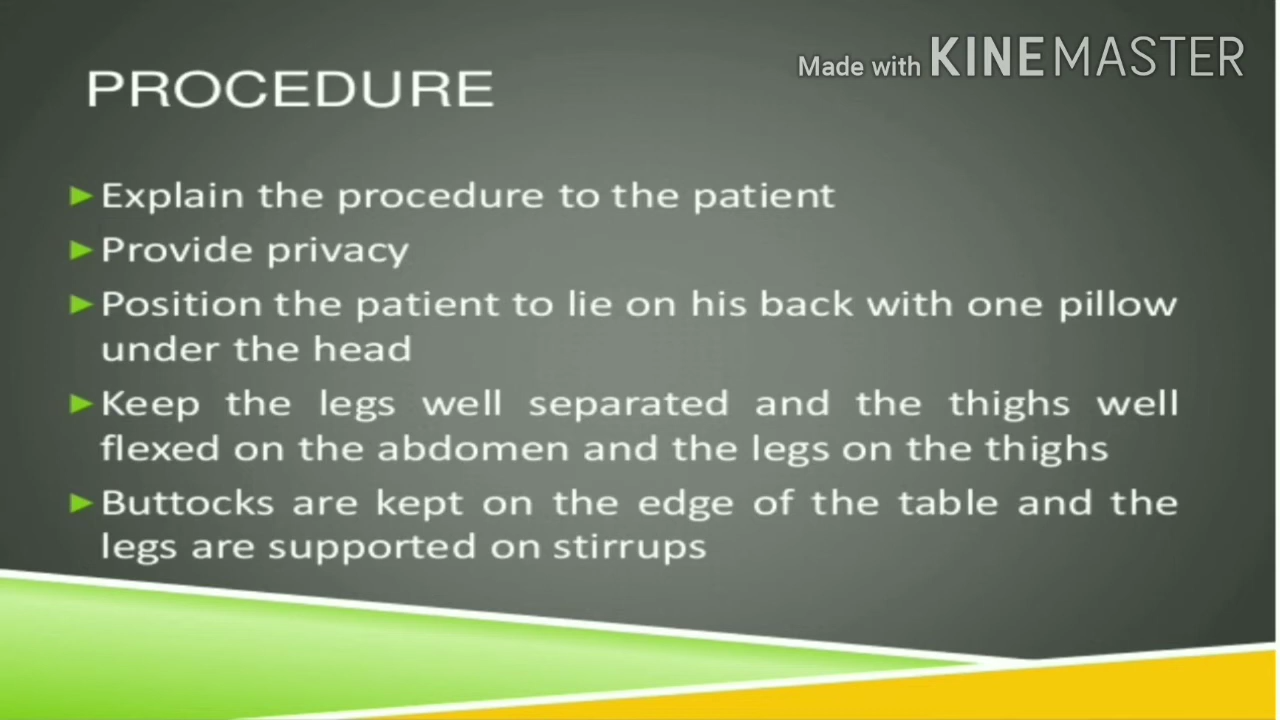 Made with KINEMASTER
PROCEDURE
Explain the procedure to the patient
Provide privacy
Position the patient to lie on his back with one pillow
under the head
Keep the legs well separated and the thighs well
flexed on the abdomen and the legs on the thighs
Buttocks are kept on the edge of the table and the
legs are supported on stirrups